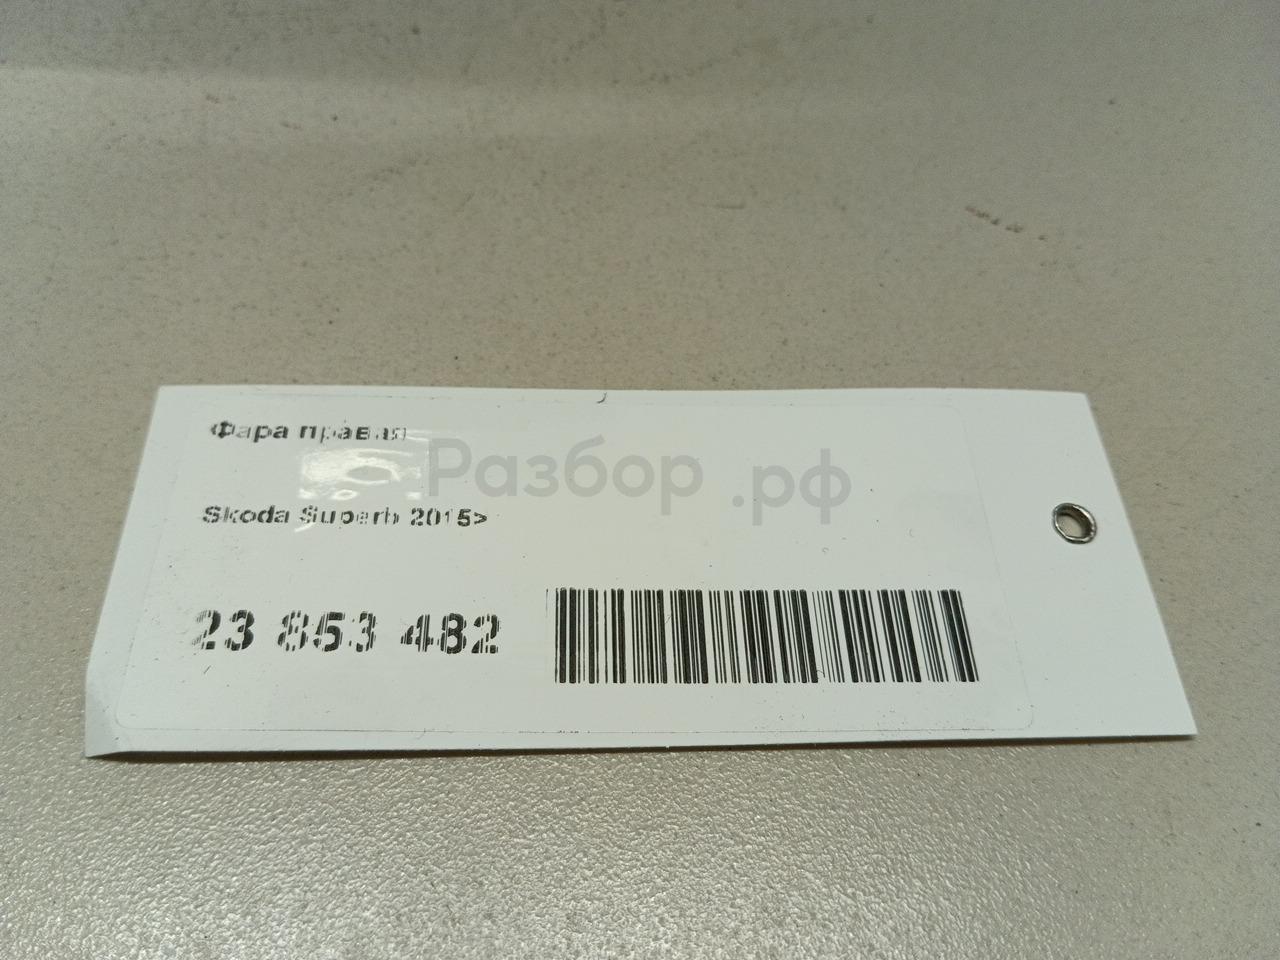 Фара правая
Разбор.рф
Skoda Superb 2015>
23 853 482